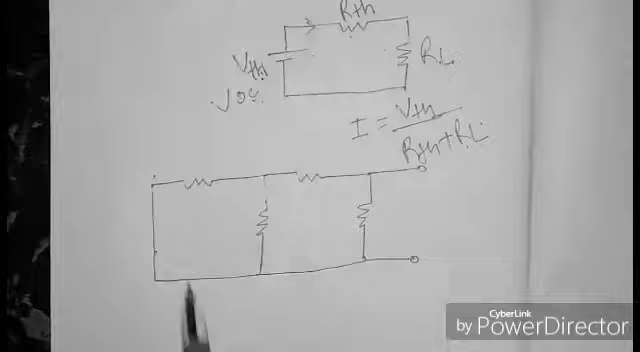 Rth
Vth
RL
I = Vth
Rth+RL
CyberLink
by PowerDirector